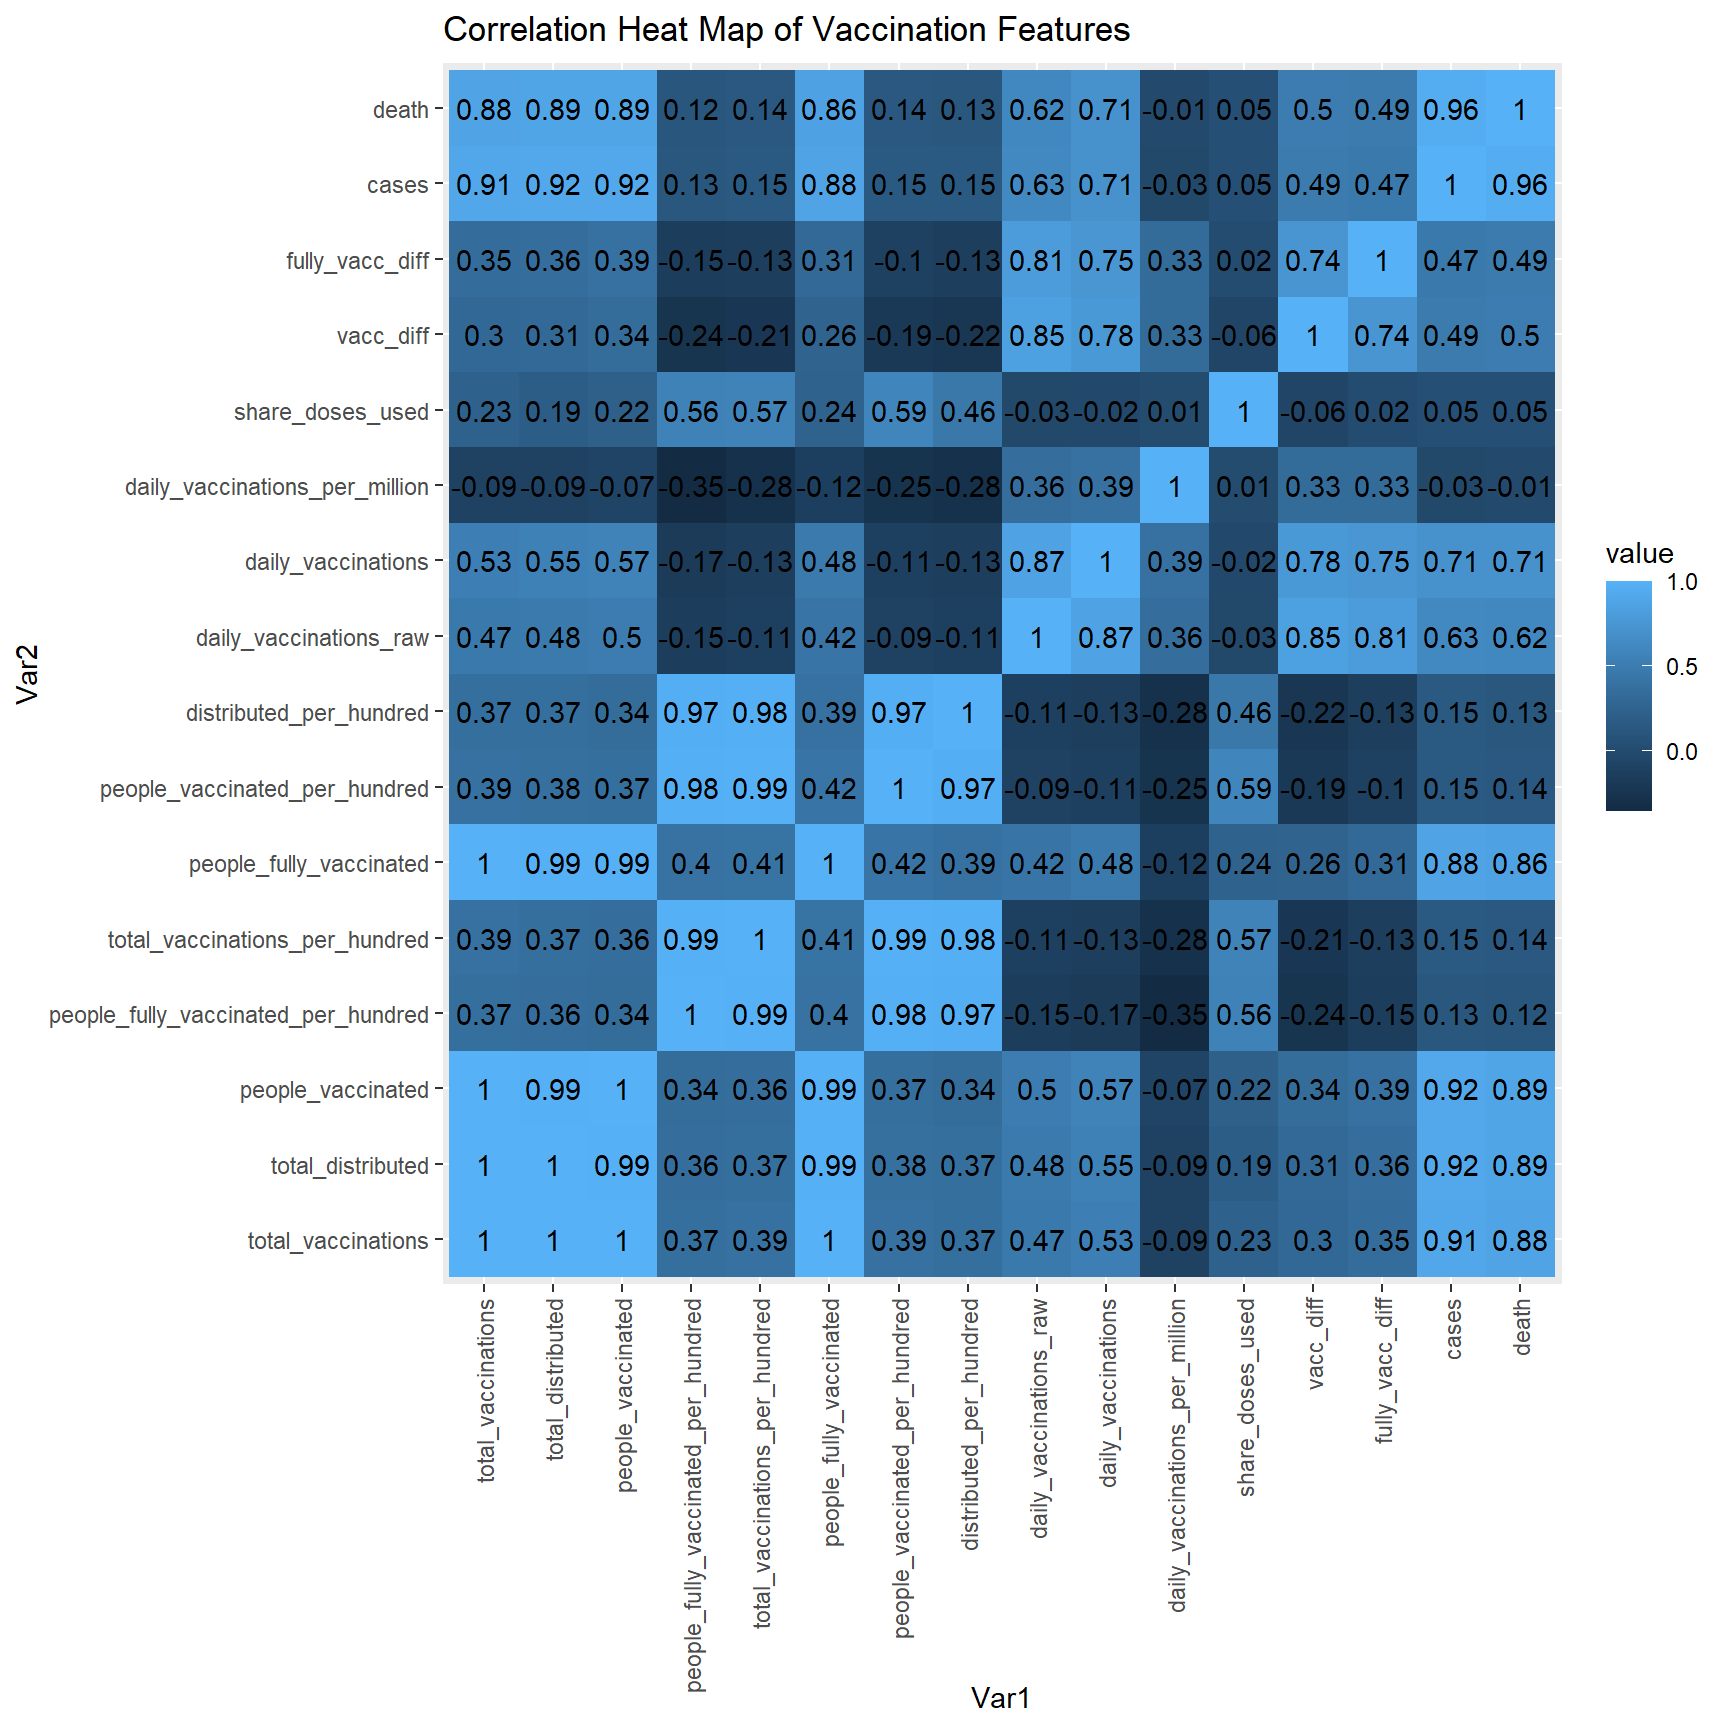 Correlation Heat Map of Vaccination Features
death 0.88 0.89 0.89 0.12 0.14 0.86 0.14 0.13 0.62 0.71 -0.01 0.05 0.5 0.49 0.96 1
cases 0.91 0.92 0.92 0.13 0.15 0.88 0.15 0.15 0.63 0.71 -0.03 0.05 0.49 0.47 1 0.96
fully_vacc_diff 0.35 0.36 0.39 -0.15 -0.13 0.31 -0.1 -0.13 0.81 0.75 0.33 0.02 0.74 1 0.47 0.49
vacc_diff 0.3 0.31 0.34 -0.24 -0.21 0.26 -0.19 -0.22 0.85 0.78 0.33 -0.06 1 0.74 0.49 0.5
share_doses_used 0.23 0.19 0.22 0.56 0.57 0.24 0.59 0.46 -0.03 -0.02 0.01 1 -0.06 0.02 0.05 0.05
daily_vaccinations_per_million -0.09 -0.09 -0.07 -0.35 -0.28 -0.12 -0.25 -0.28 0.36 0.39 1 0.01 0.33 0.33 -0.03 -0.01
daily_vaccinations 0.53 0.55 0.57 -0.17 -0.13 0.48 -0.11 -0.13 0.87 1 0.39 -0.02 0.78 0.75 0.71 0.71
daily_vaccinations_raw 0.47 0.48 0.5 -0.15 -0.11 0.42 -0.09 -0.11 1 0.87 0.36 -0.03 0.85 0.81 0.63 0.62
distributed_per_hundred 0.37 0.37 0.34 0.97 0.98 0.39 0.97 1 -0.11 -0.13 -0.28 0.46 -0.22 -0.13 0.15 0.13
people_vaccinated_per_hundred 0.39 0.38 0.37 0.98 0.99 0.42 1 0.97 -0.09 -0.11 -0.25 0.59 -0.19 -0.1 0.15 0.14
people_fully_vaccinated 1 0.99 0.99 0.4 0.41 1 0.42 0.39 0.42 0.48 -0.12 0.24 0.26 0.31 0.88 0.86
total_vaccinations_per_hundred 0.39 0.37 0.36 0.99 1 0.41 0.99 0.98 -0.11 -0.13 -0.28 0.57 -0.21 -0.13 0.15 0.14
people_fully_vaccinated_per_hundred 0.37 0.36 0.34 1 0.99 0.4 0.98 0.97 -0.15 -0.17 -0.35 0.56 -0.24 -0.15 0.13 0.12
people_vaccinated 1 0.99 1 0.34 0.36 0.99 0.37 0.34 0.5 0.57 -0.07 0.22 0.34 0.39 0.92 0.89
total_distributed 1 1 0.99 0.36 0.37 0.99 0.38 0.37 0.48 0.55 -0.09 0.19 0.31 0.36 0.92 0.89
total_vaccinations 1 1 1 0.37 0.39 1 0.39 0.37 0.47 0.53 -0.09 0.23 0.3 0.35 0.91 0.88
Var2
total_vaccinations
total_distributed
people_vaccinated
people_fully_vaccinated_per_hundred
total_vaccinations_per_hundred
people_fully_vaccinated
people_vaccinated_per_hundred
distributed_per_hundred
daily_vaccinations_raw
daily_vaccinations
daily_vaccinations_per_million
share_doses_used
vacc_diff
fully_vacc_diff
cases
death
Var1
value
1.0
0.5
0.0